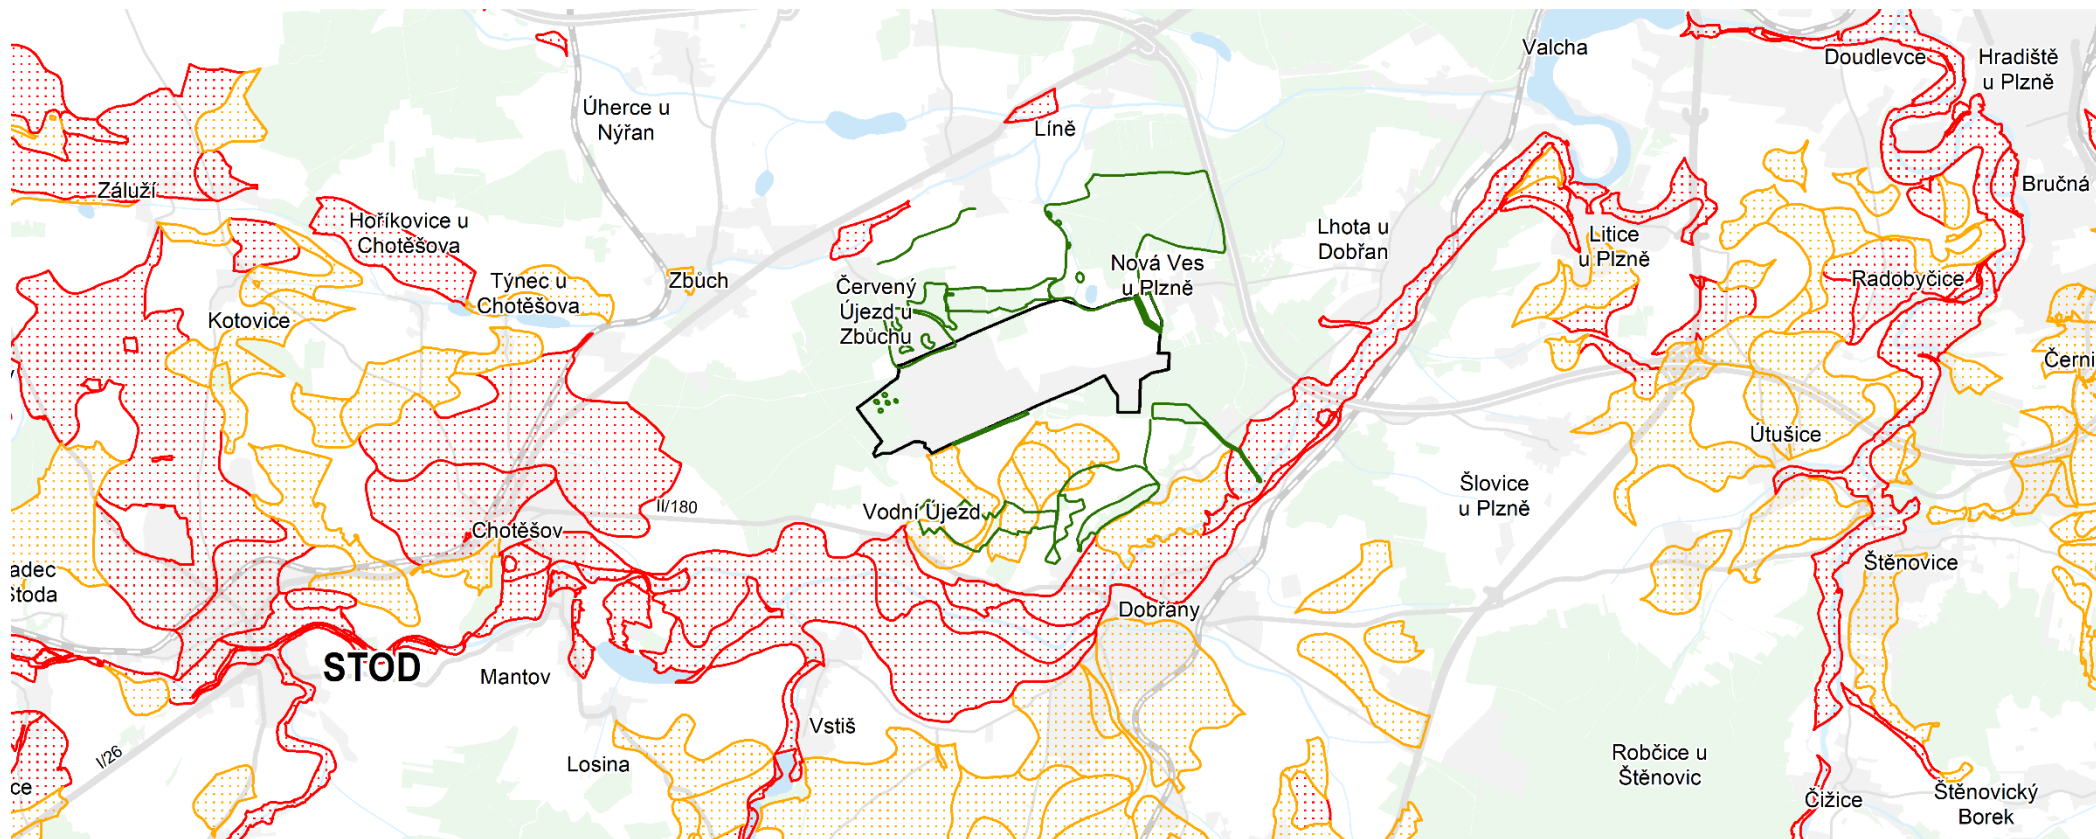 Valcha
Doudlevce
Hradiště
u Plzně
Úherce u
Nýřan
Líně
Záluží
Bručná
Hoříkovice u
Chotěšova
Lhota u
Dobřan
Litice
u Plzně
Týnec u
Chotěšova
Zbůch
Červený
Újezd u
Zbůchu
Nová Ves
u Plzně
Radobyčice
Kotovice
Černi
Útušice
Vodní Újezd
II/180
Šlovice
u Plzně
Chotěšov
adec
Stoda
Štěnovice
Dobřany
STOD
Mantov
Vstiš
Losina
I/26
Robčice u
Štěnovic
ce
Čižice
Štěnovický
Borek